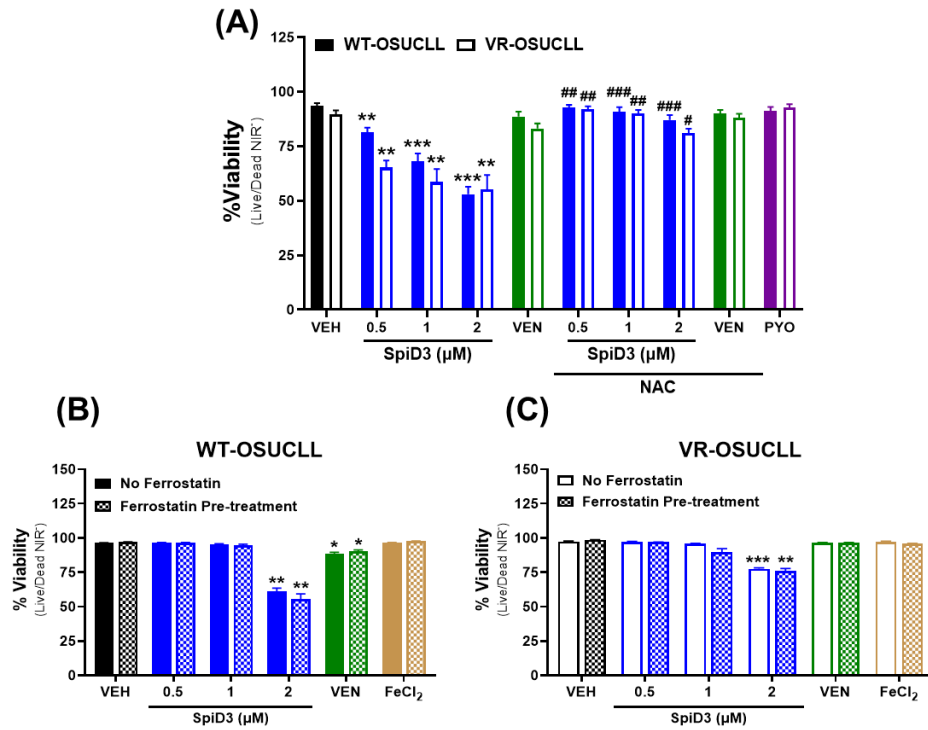 (A)
WT-OSUCLL VR-OSUCLL
%Viability
(Live/Dead NIR⁻)
125
100
75
50
25
0
** ** *** ** *** ** ## ## ### ## ### #
VEH 0.5 1 2 VEN 0.5 1 2 VEN PYO
SpiD3 (μM) SpiD3 (μM)
NAC
(B)
WT-OSUCLL
No Ferrostatin
Ferrostatin Pre-treatment
% Viability
(Live/Dead NIR⁻)
150
125
100
75
50
25
0
** ** * *
VEH 0.5 1 2 VEN FeCl₂
SpiD3 (μM)
(C)
VR-OSUCLL
No Ferrostatin
Ferrostatin Pre-treatment
% Viability
(Live/Dead NIR⁻)
150
125
100
75
50
25
0
*** **
VEH 0.5 1 2 VEN FeCl₂
SpiD3 (μM)